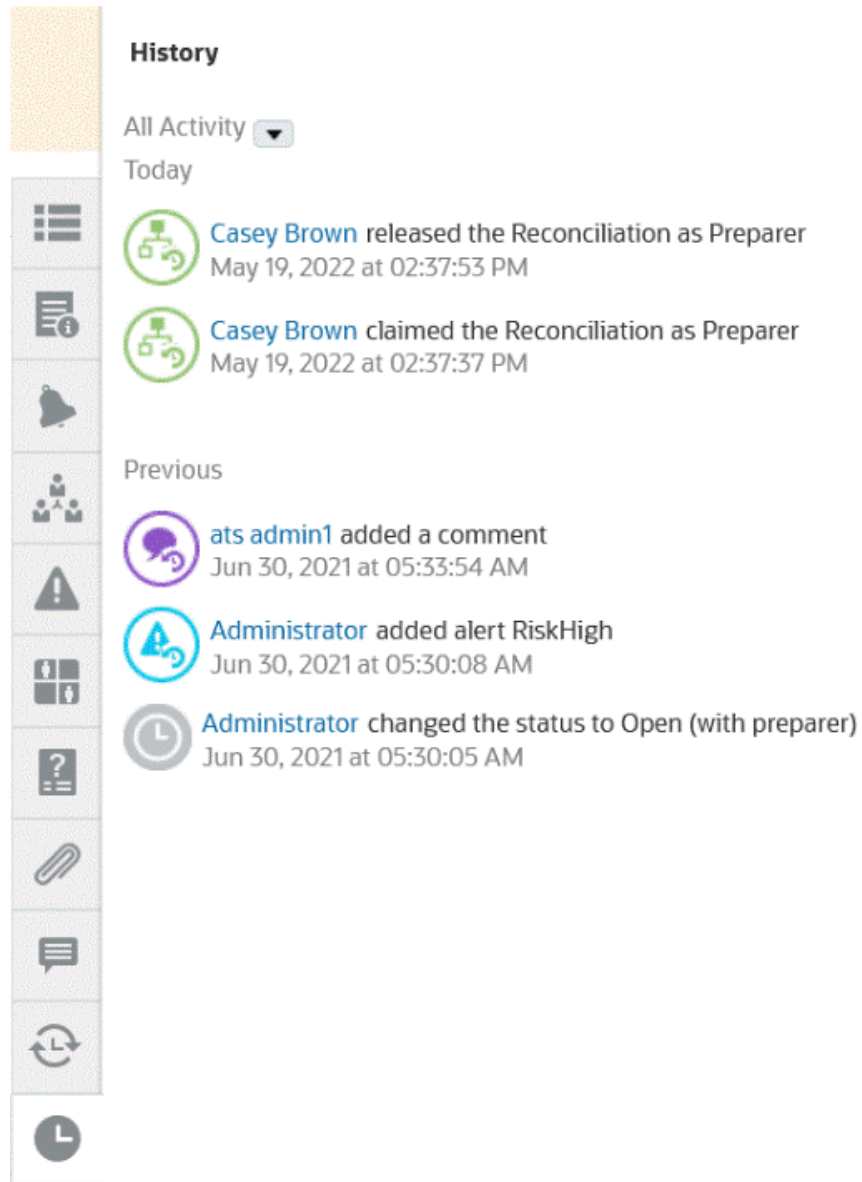 History
All Activity
Today
Casey Brown released the Reconciliation as Preparer
May 19, 2022 at 02:37:53 PM
Casey Brown claimed the Reconciliation as Preparer
May 19, 2022 at 02:37:37 PM
Previous
ats admin1 added a comment
Jun 30, 2021 at 05:33:54 AM
Administrator added alert RiskHigh
Jun 30, 2021 at 05:30:08 AM
Administrator changed the status to Open (with preparer)
Jun 30, 2021 at 05:30:05 AM